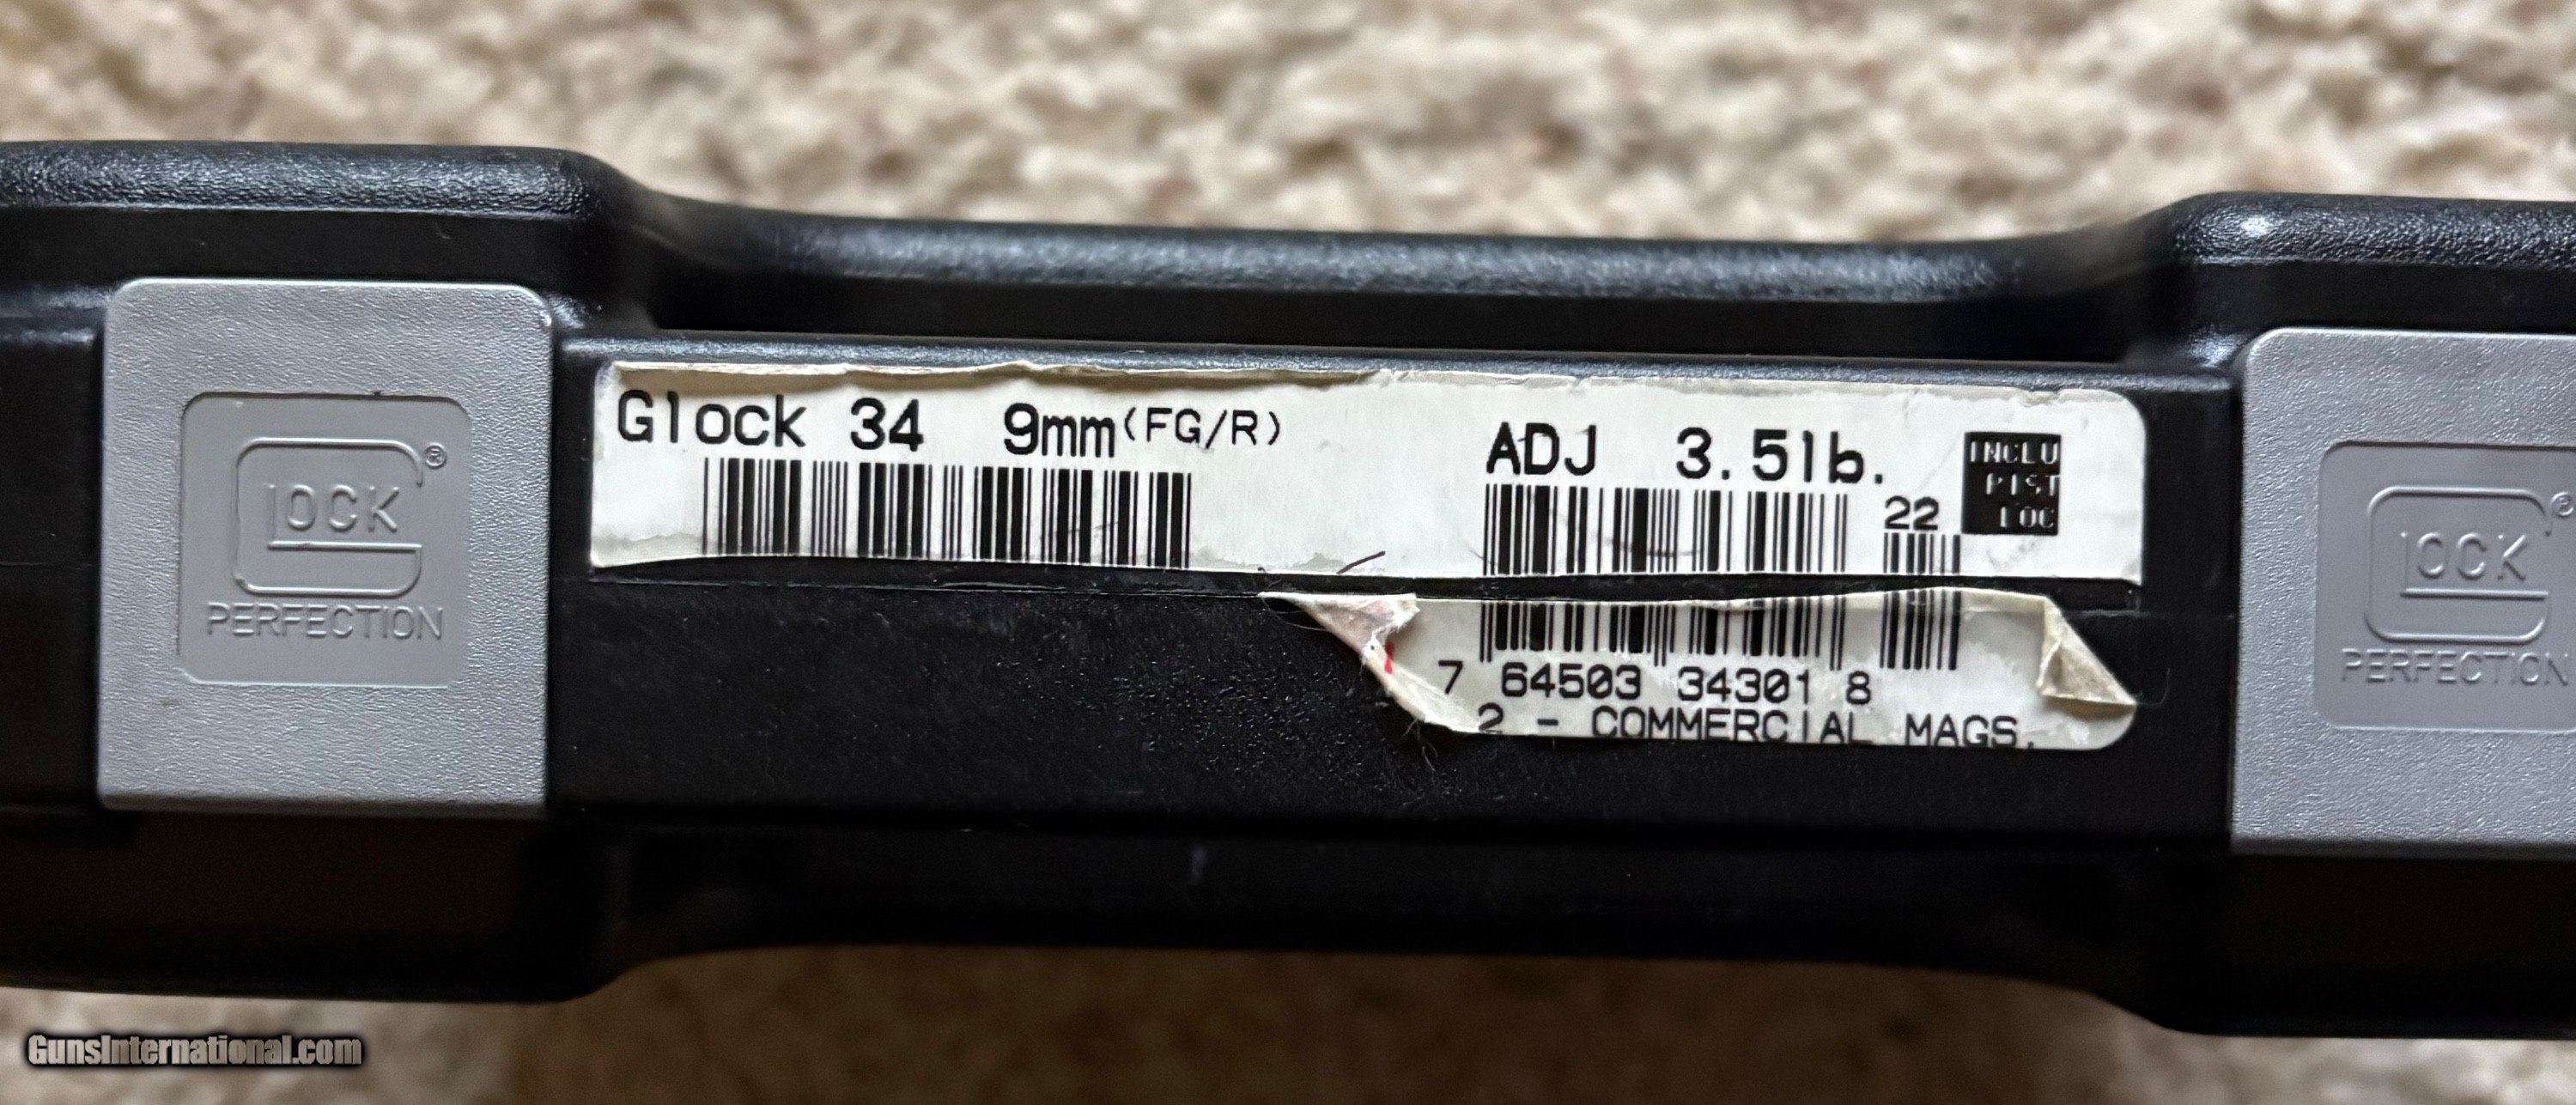 Glock 34 9mm(FG/R)
ADJ 3.5lb.
22
INCLU
PIST
LOC
7 64503 34301 8
2 - COMMERCIAL MAGS.
GLOCK ®
PERFECTION
GLOCK ®
PERFECTION
GunsInternational.com